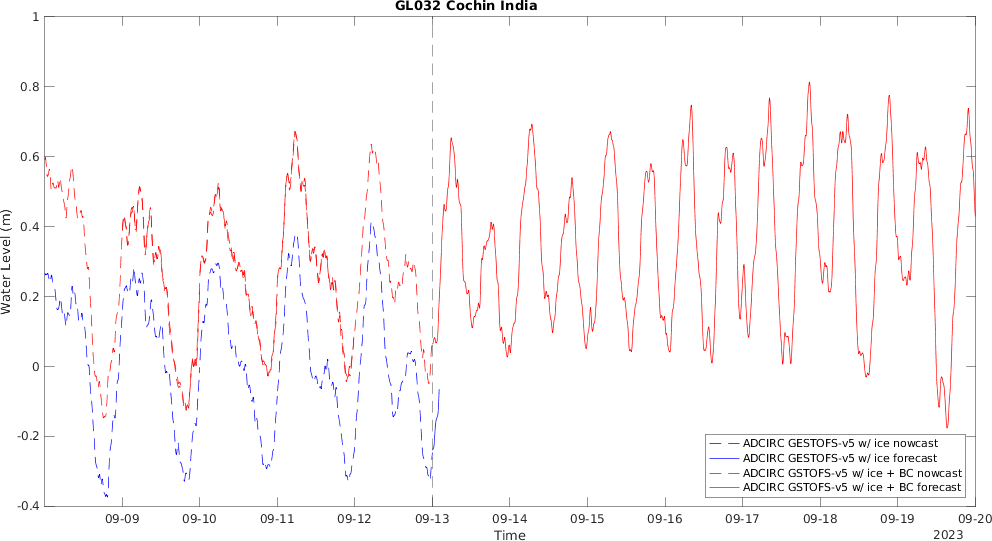 GL032 Cochin India
1
0.8
0.6
0.4
0.2
0
-0.2
-0.4
Water Level (m)
ADCIRC GESTOFS-v5 w/ ice nowcast
ADCIRC GESTOFS-v5 w/ ice forecast
ADCIRC GSTOFS-v5 w/ ice + BC nowcast
ADCIRC GSTOFS-v5 w/ ice + BC forecast
09-09 09-10 09-11 09-12 09-13 09-14 09-15 09-16 09-17 09-18 09-19 09-20
Time
2023